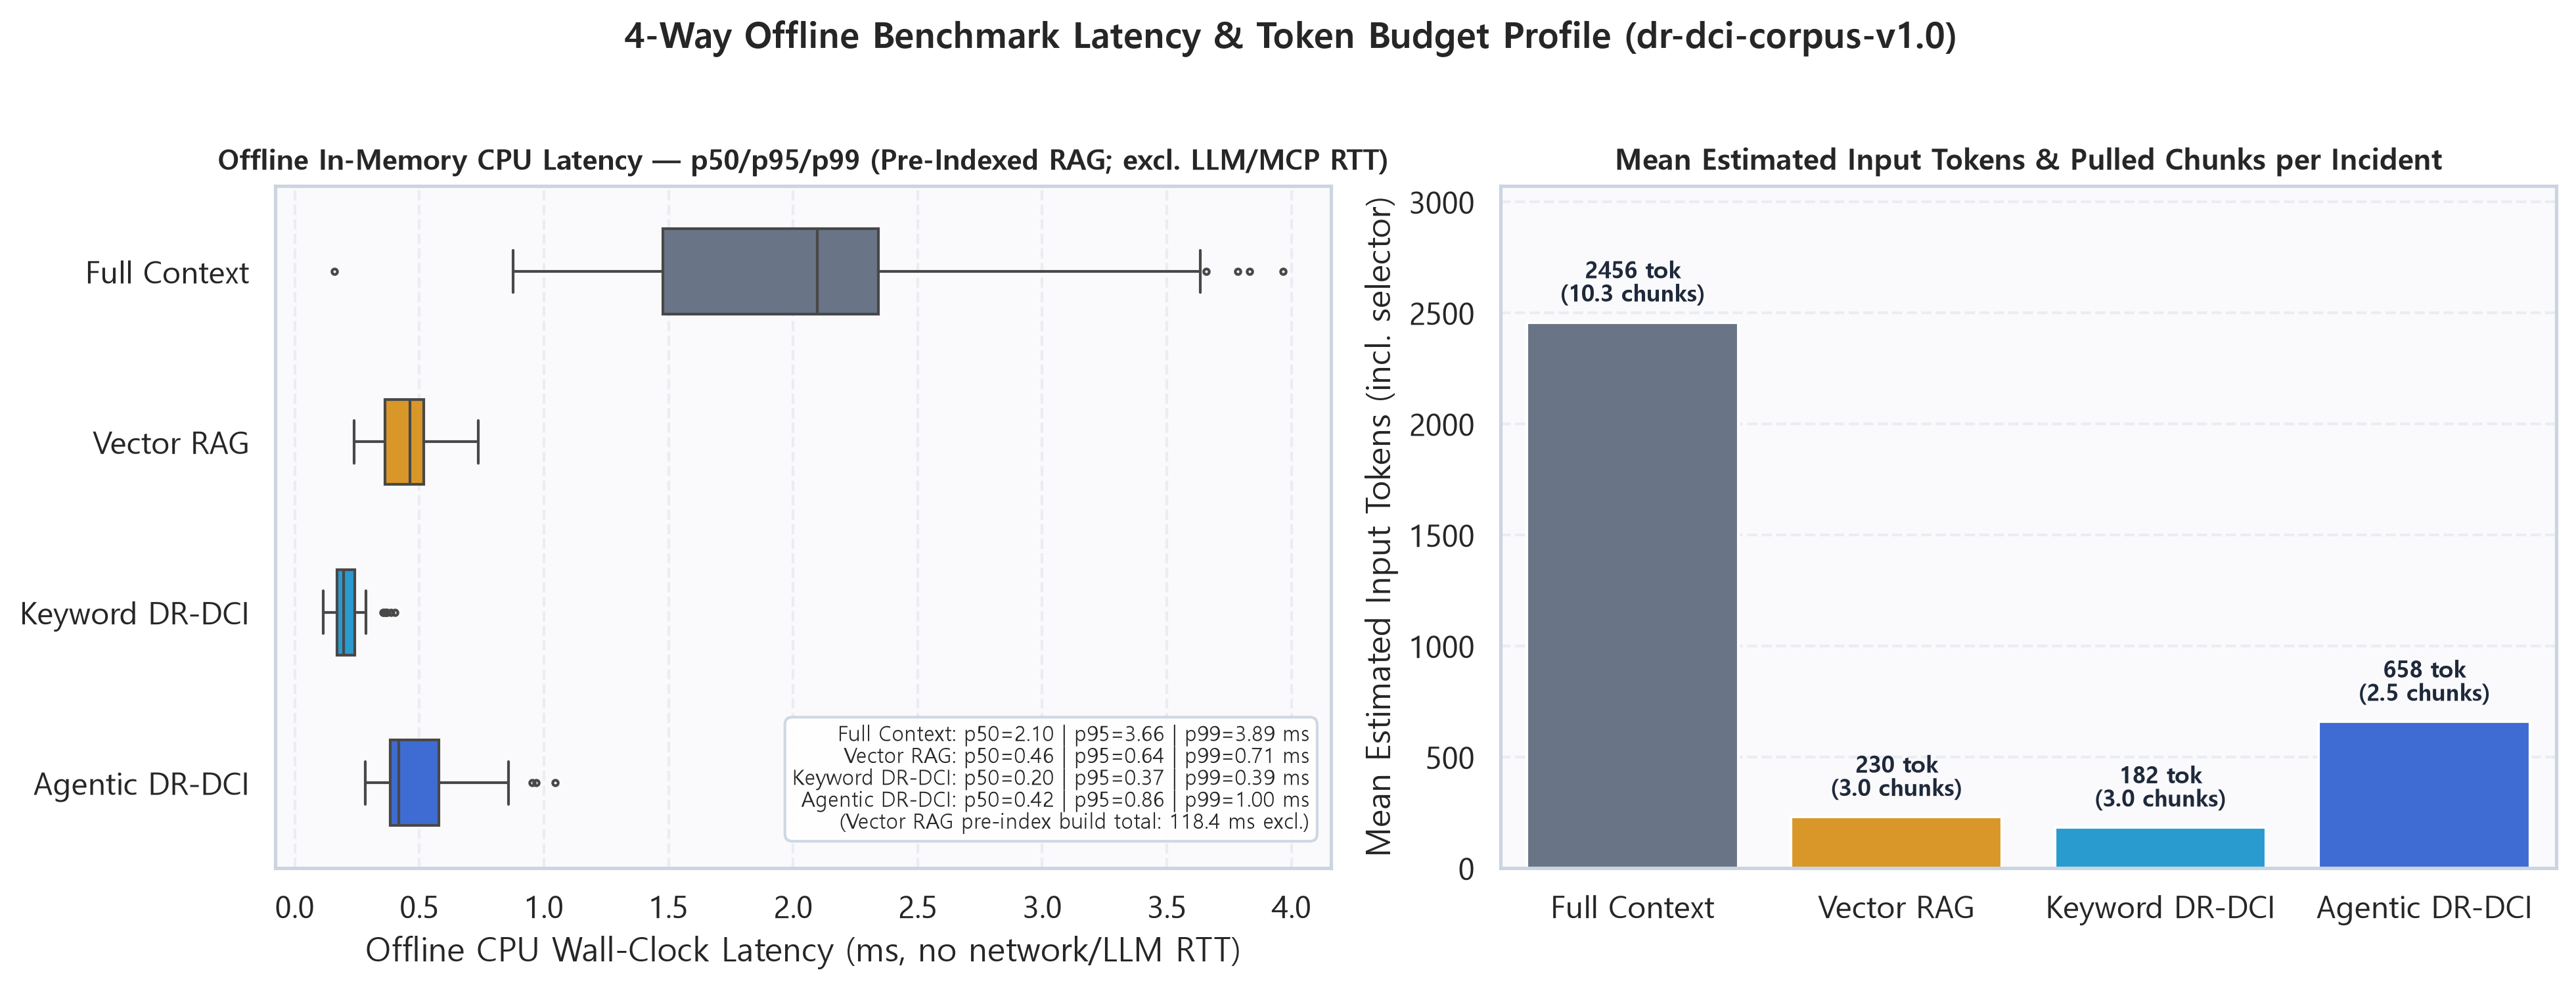 4-Way Offline Benchmark Latency & Token Budget Profile (dr-dci-corpus-v1.0)
Offline In-Memory CPU Latency — p50/p95/p99 (Pre-Indexed RAG; excl. LLM/MCP RTT)
Full Context
Vector RAG
Keyword DR-DCI
Agentic DR-DCI
Full Context: p50=2.10 | p95=3.66 | p99=3.89 ms
Vector RAG: p50=0.46 | p95=0.64 | p99=0.71 ms
Keyword DR-DCI: p50=0.20 | p95=0.37 | p99=0.39 ms
Agentic DR-DCI: p50=0.42 | p95=0.86 | p99=1.00 ms
(Vector RAG pre-index build total: 118.4 ms excl.)
0.0 0.5 1.0 1.5 2.0 2.5 3.0 3.5 4.0
Offline CPU Wall-Clock Latency (ms, no network/LLM RTT)
Mean Estimated Input Tokens & Pulled Chunks per Incident
Mean Estimated Input Tokens (incl. selector)
3000
2500
2000
1500
1000
500
0
2456 tok
(10.3 chunks)
230 tok
(3.0 chunks)
182 tok
(3.0 chunks)
658 tok
(2.5 chunks)
Full Context Vector RAG Keyword DR-DCI Agentic DR-DCI